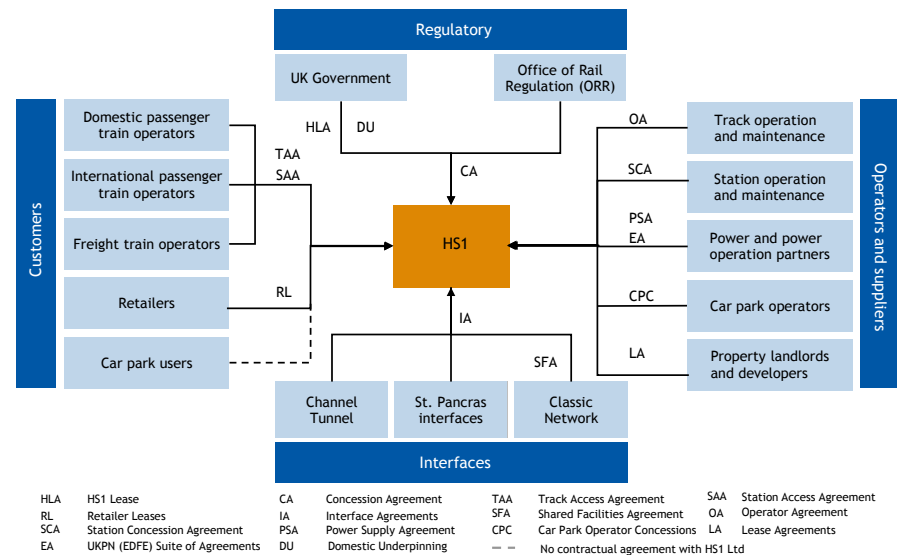 Regulatory
UK Government
Office of Rail
Regulation (ORR)
HLA
DU
CA
Customers
Domestic passenger
train operators
International passenger
train operators
Freight train operators
Retailers
Car park users
TAA
SAA
RL
HS1
OA
SCA
PSA
EA
CPC
LA
Track operation
and maintenance
Station operation
and maintenance
Power and power
operation partners
Car park operators
Property landlords
and developers
Operators and suppliers
IA
SFA
Channel
Tunnel
St. Pancras
interfaces
Classic
Network
Interfaces
HLA HS1 Lease
RL Retailer Leases
SCA Station Concession Agreement
EA UKPN (EDFE) Suite of Agreements
CA Concession Agreement
IA Interface Agreements
PSA Power Supply Agreement
DU Domestic Underpinning
TAA Track Access Agreement
SFA Shared Facilities Agreement
CPC Car Park Operator Concessions
No contractual agreement with HS1 Ltd
SAA Station Access Agreement
OA Operator Agreement
LA Lease Agreements